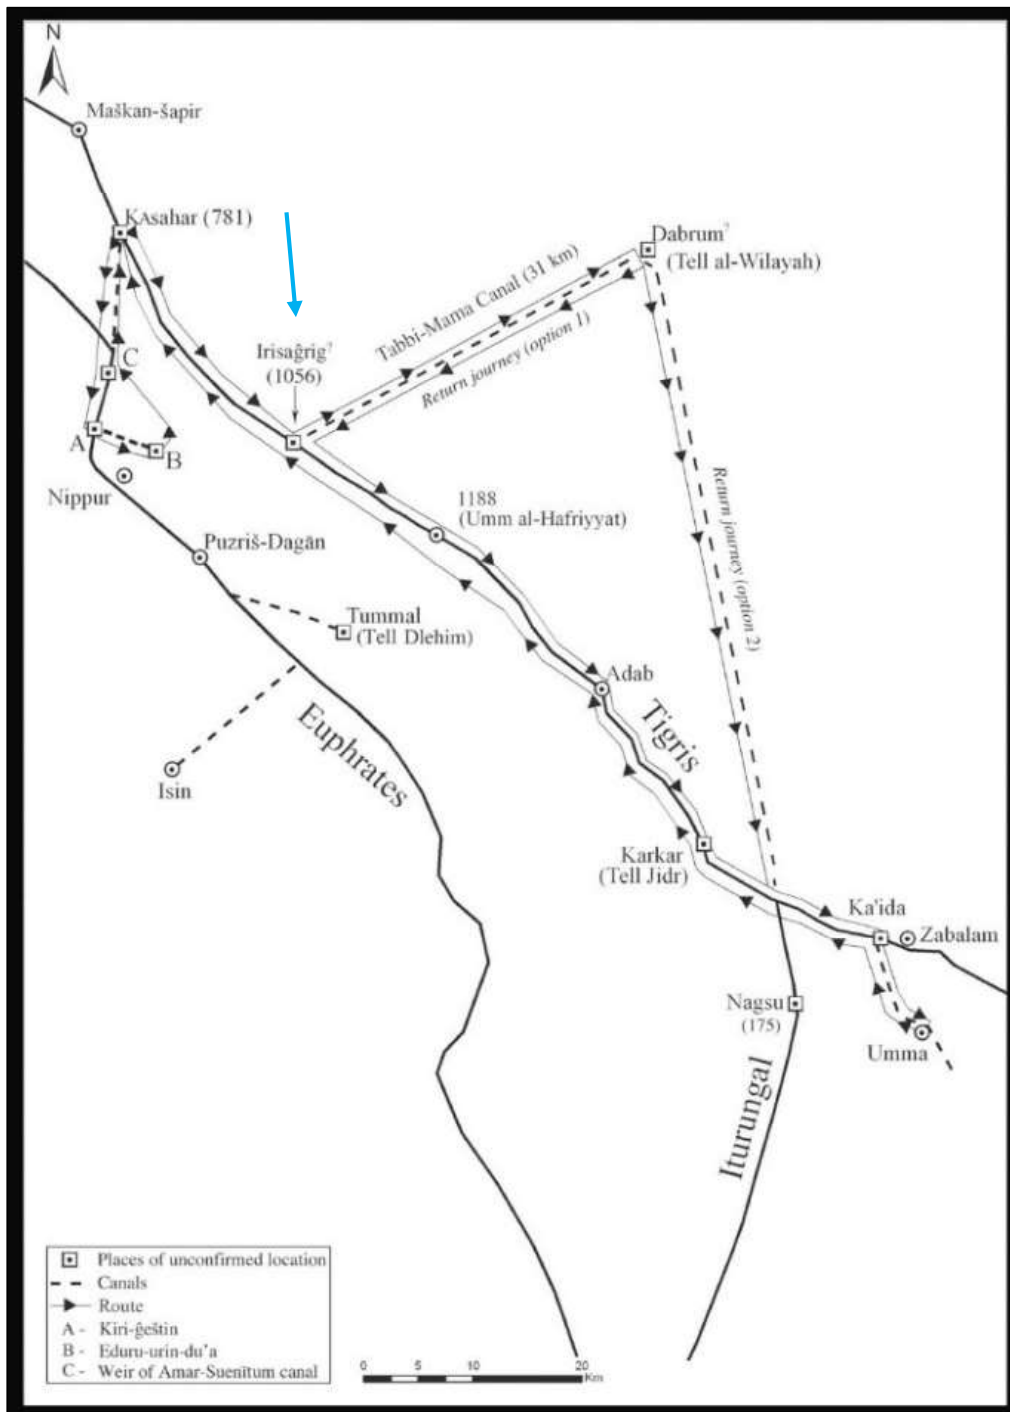 N
Maškan-šapir
KAsahar (781)
Dabrum?
(Tell al-Wilayah)
Tabbi-Mama Canal (31 km)
Return journey (option 1)
Irisaĝrig?
(1056)
C
A
B
Nippur
1188
(Umm al-Hafriyyat)
Return journey (option 2)
Puzriš-Dagān
Tummal
(Tell Dlehim)
Adab
Tigris
Euphrates
Isin
Karkar
(Tell Jidr)
Ka'ida
Zabalam
Nagsu
(175)
Umma
Iturungal
Places of unconfirmed location
Canals
Route
A - Kiri-ĝeštin
B - Eduru-urin-du'a
C - Weir of Amar-Suenītum canal
0 5 10 20
Km